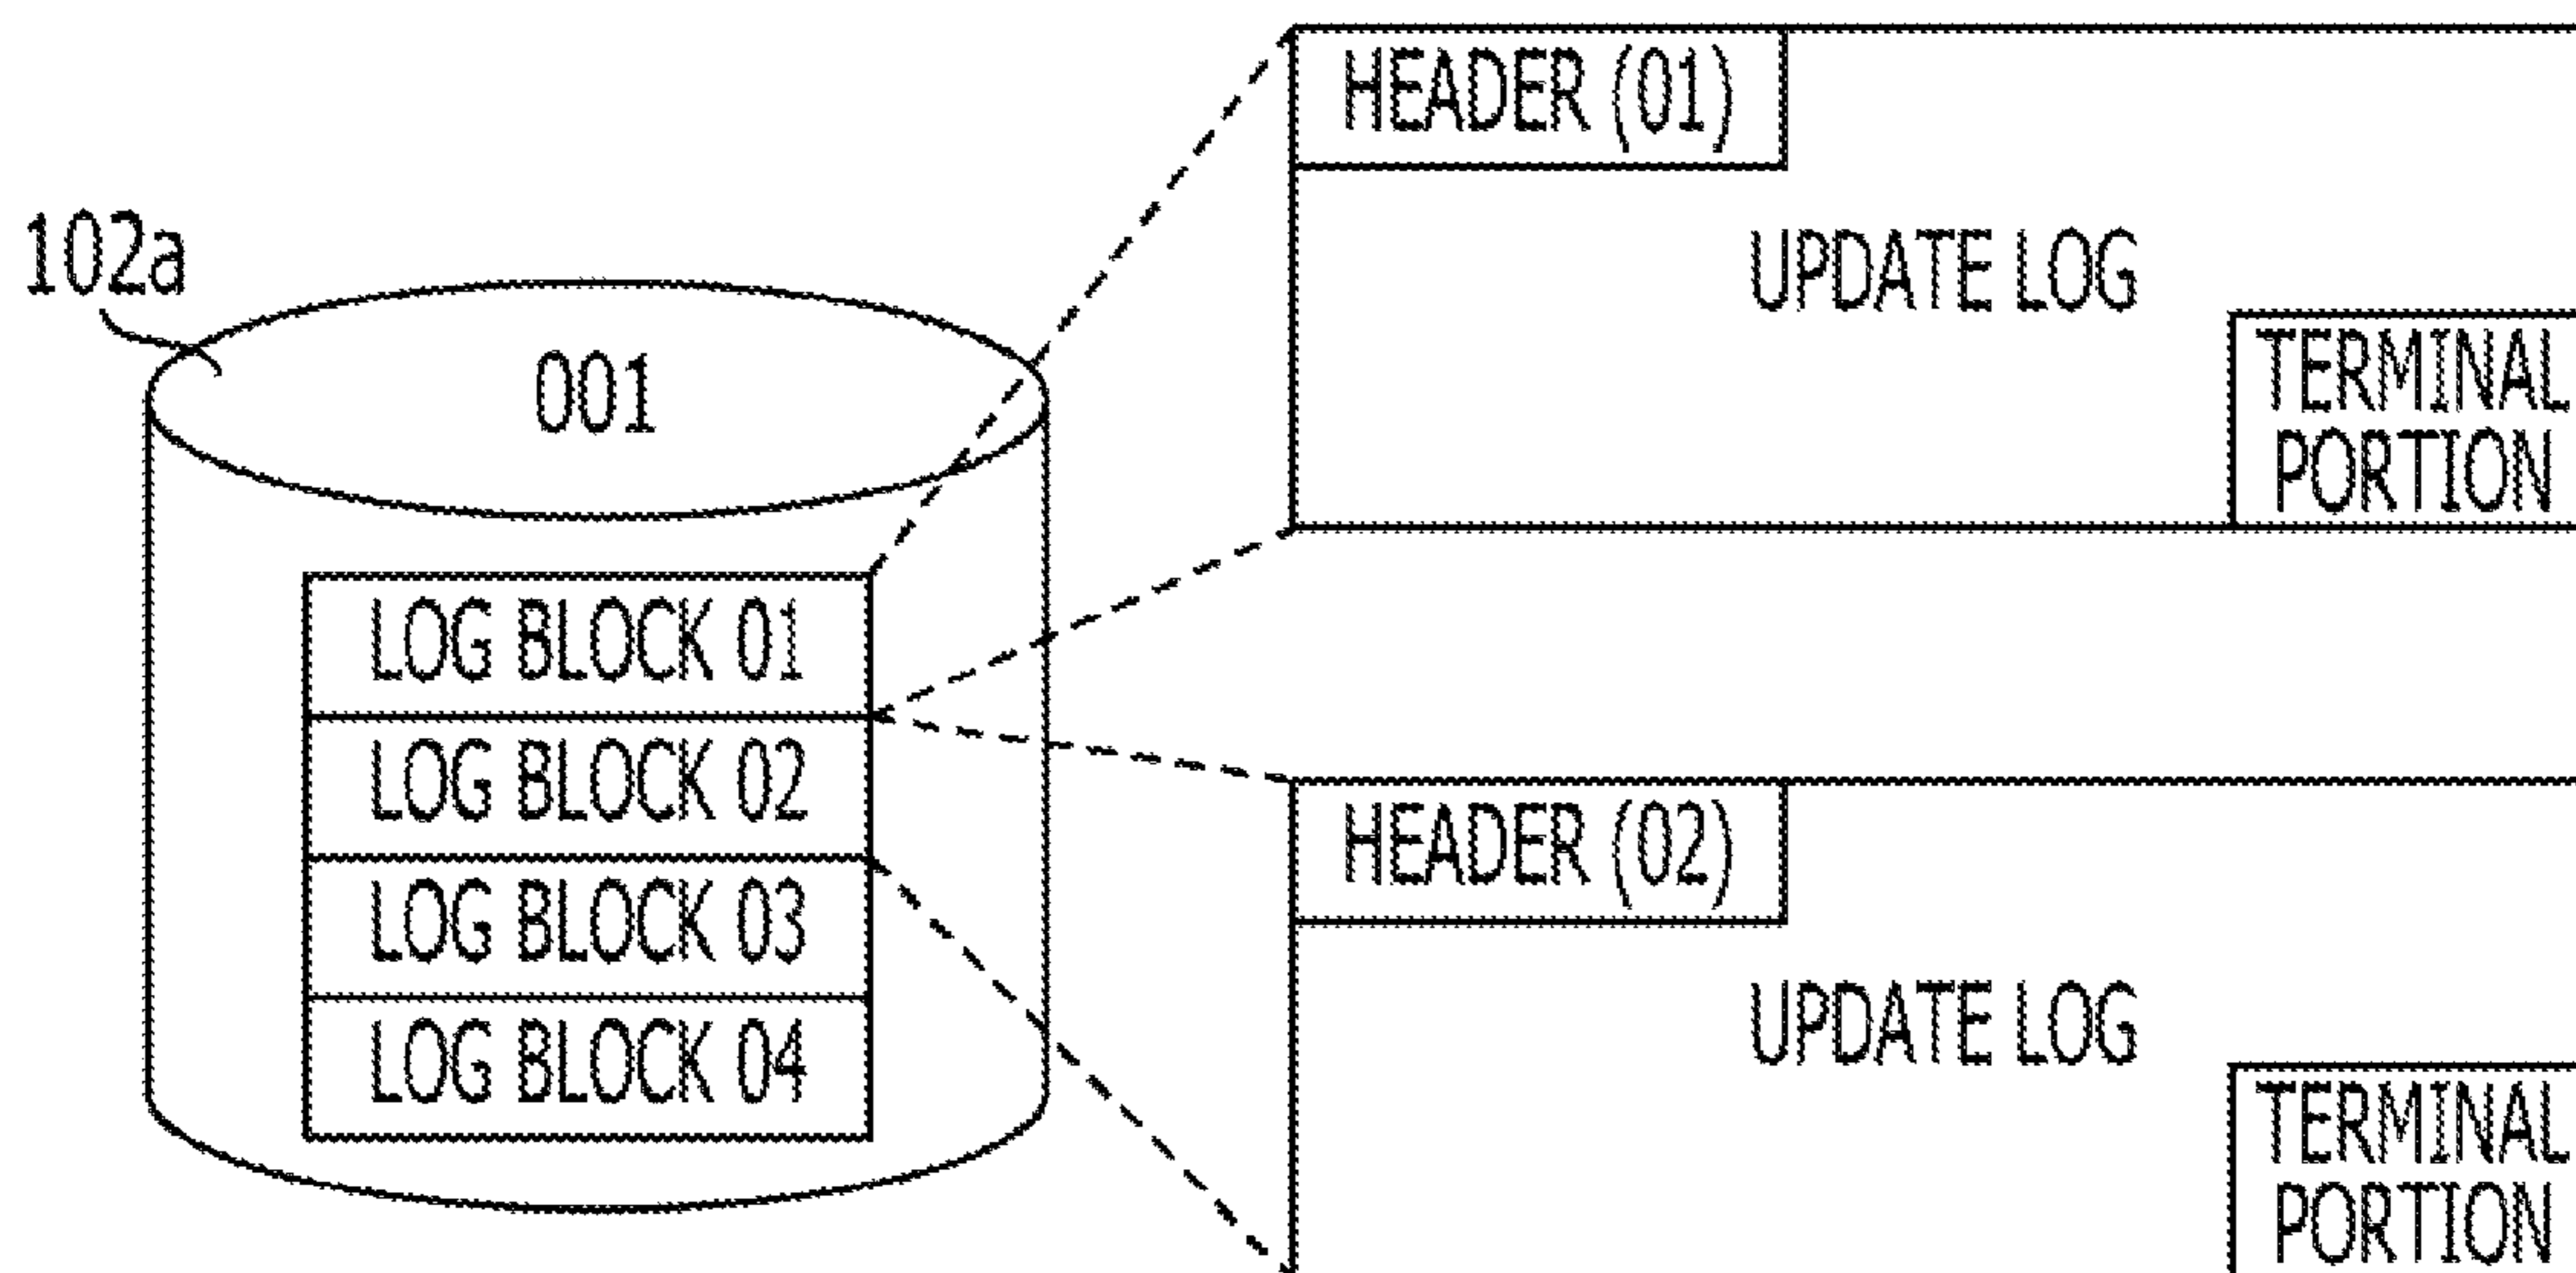 102a
001
LOG BLOCK 01
LOG BLOCK 02
LOG BLOCK 03
LOG BLOCK 04
HEADER (01)
UPDATE LOG
TERMINAL
PORTION
HEADER (02)
UPDATE LOG
TERMINAL
PORTION